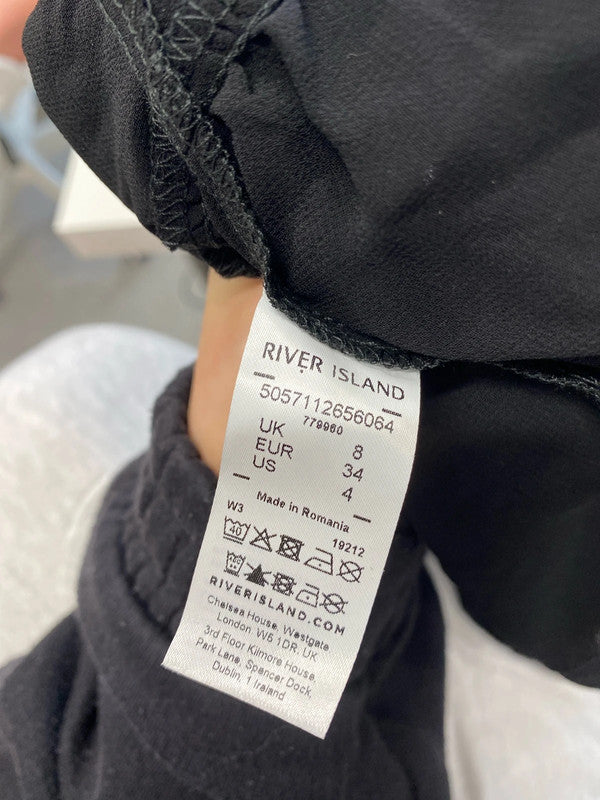 RIVER ISLAND
5057112656064
779960
UK 8
EUR 34
US 4
Made in Romania
W3 19212
40
RIVERISLAND.COM
Chelsea House, Westgate
London W5 1DR. UK
3rd Floor Kilmore House,
Park Lane, Spencer Dock,
Dublin, 1 Ireland